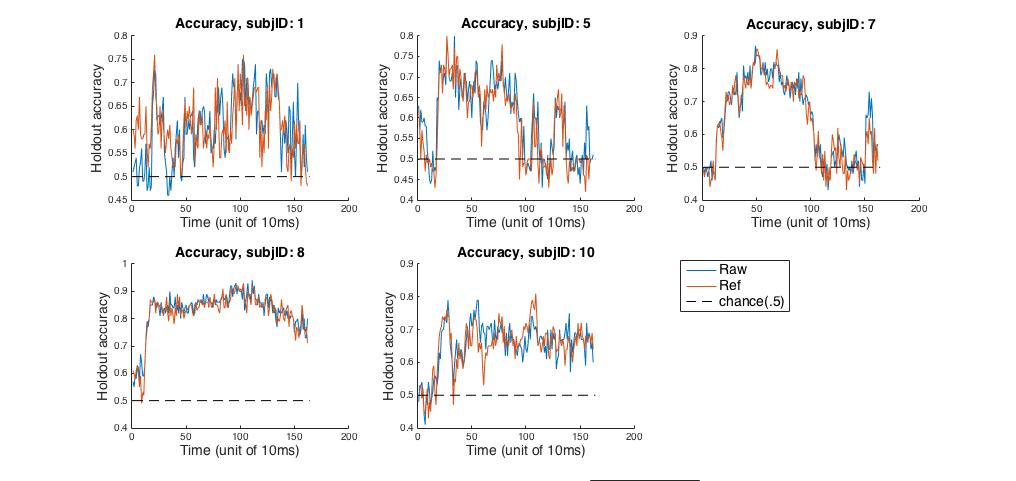 Accuracy, subjID: 1
0.8
0.75
0.7
0.65
0.6
0.55
0.5
0.45
0 50 100 150 200
Holdout accuracy
Time (unit of 10ms)
Accuracy, subjID: 5
0.8
0.75
0.7
0.65
0.6
0.55
0.5
0.45
0.4
0 50 100 150 200
Holdout accuracy
Time (unit of 10ms)
Accuracy, subjID: 7
0.9
0.8
0.7
0.6
0.5
0.4
0 50 100 150 200
Holdout accuracy
Time (unit of 10ms)
Accuracy, subjID: 8
1
0.9
0.8
0.7
0.6
0.5
0.4
0 50 100 150 200
Holdout accuracy
Time (unit of 10ms)
Accuracy, subjID: 10
0.9
0.8
0.7
0.6
0.5
0.4
0 50 100 150 200
Holdout accuracy
Time (unit of 10ms)
Raw
Ref
chance(.5)